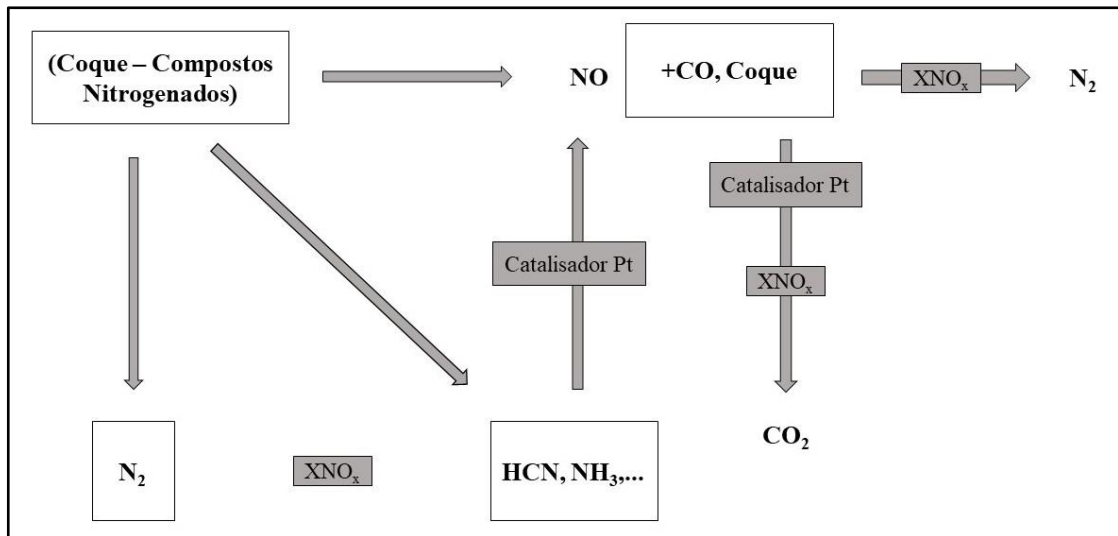 (Coque – Compostos
Nitrogenados)
NO
+CO, Coque
XNOₓ
N₂
Catalisador Pt
Catalisador Pt
XNOₓ
CO₂
N₂
XNOₓ
HCN, NH₃,...